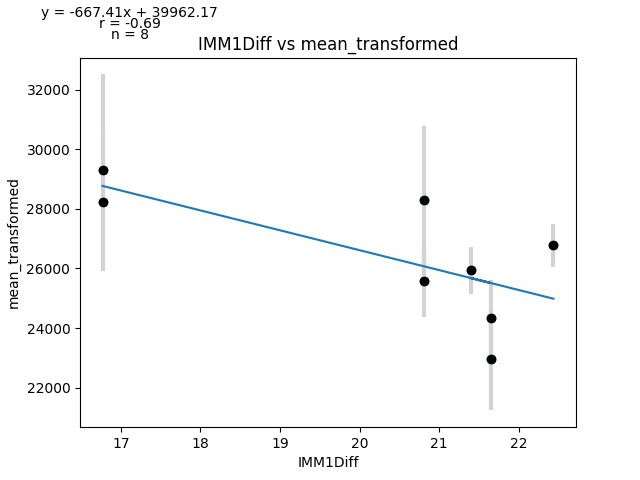 y = -667.41x + 39962.17
r = -0.69
n = 8
IMM1Diff vs mean_transformed
mean_transformed
32000
30000
28000
26000
24000
22000
17
18
19
20
21
22
IMM1Diff